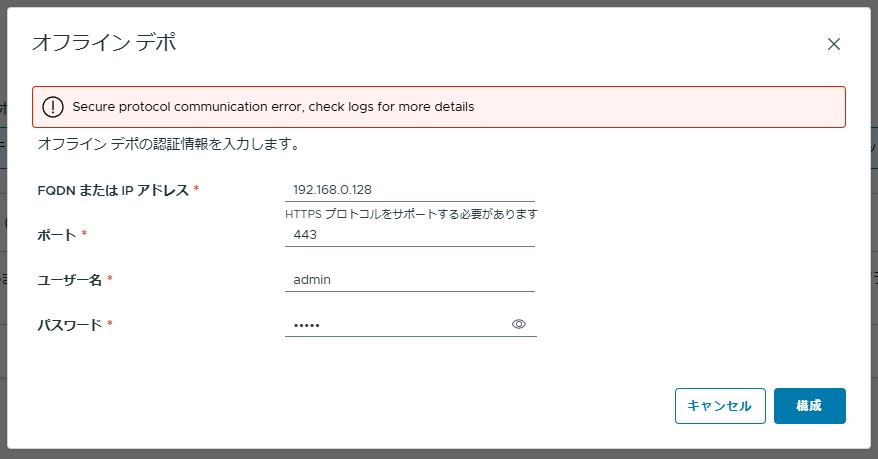 オフライン デポ
Secure protocol communication error, check logs for more details
オフライン デポの認証情報を入力します。
FQDN または IP アドレス *
192.168.0.128
HTTPS プロトコルをサポートする必要があります
ポート *
443
ユーザー名 *
admin
パスワード *
•••••
キャンセル
構成